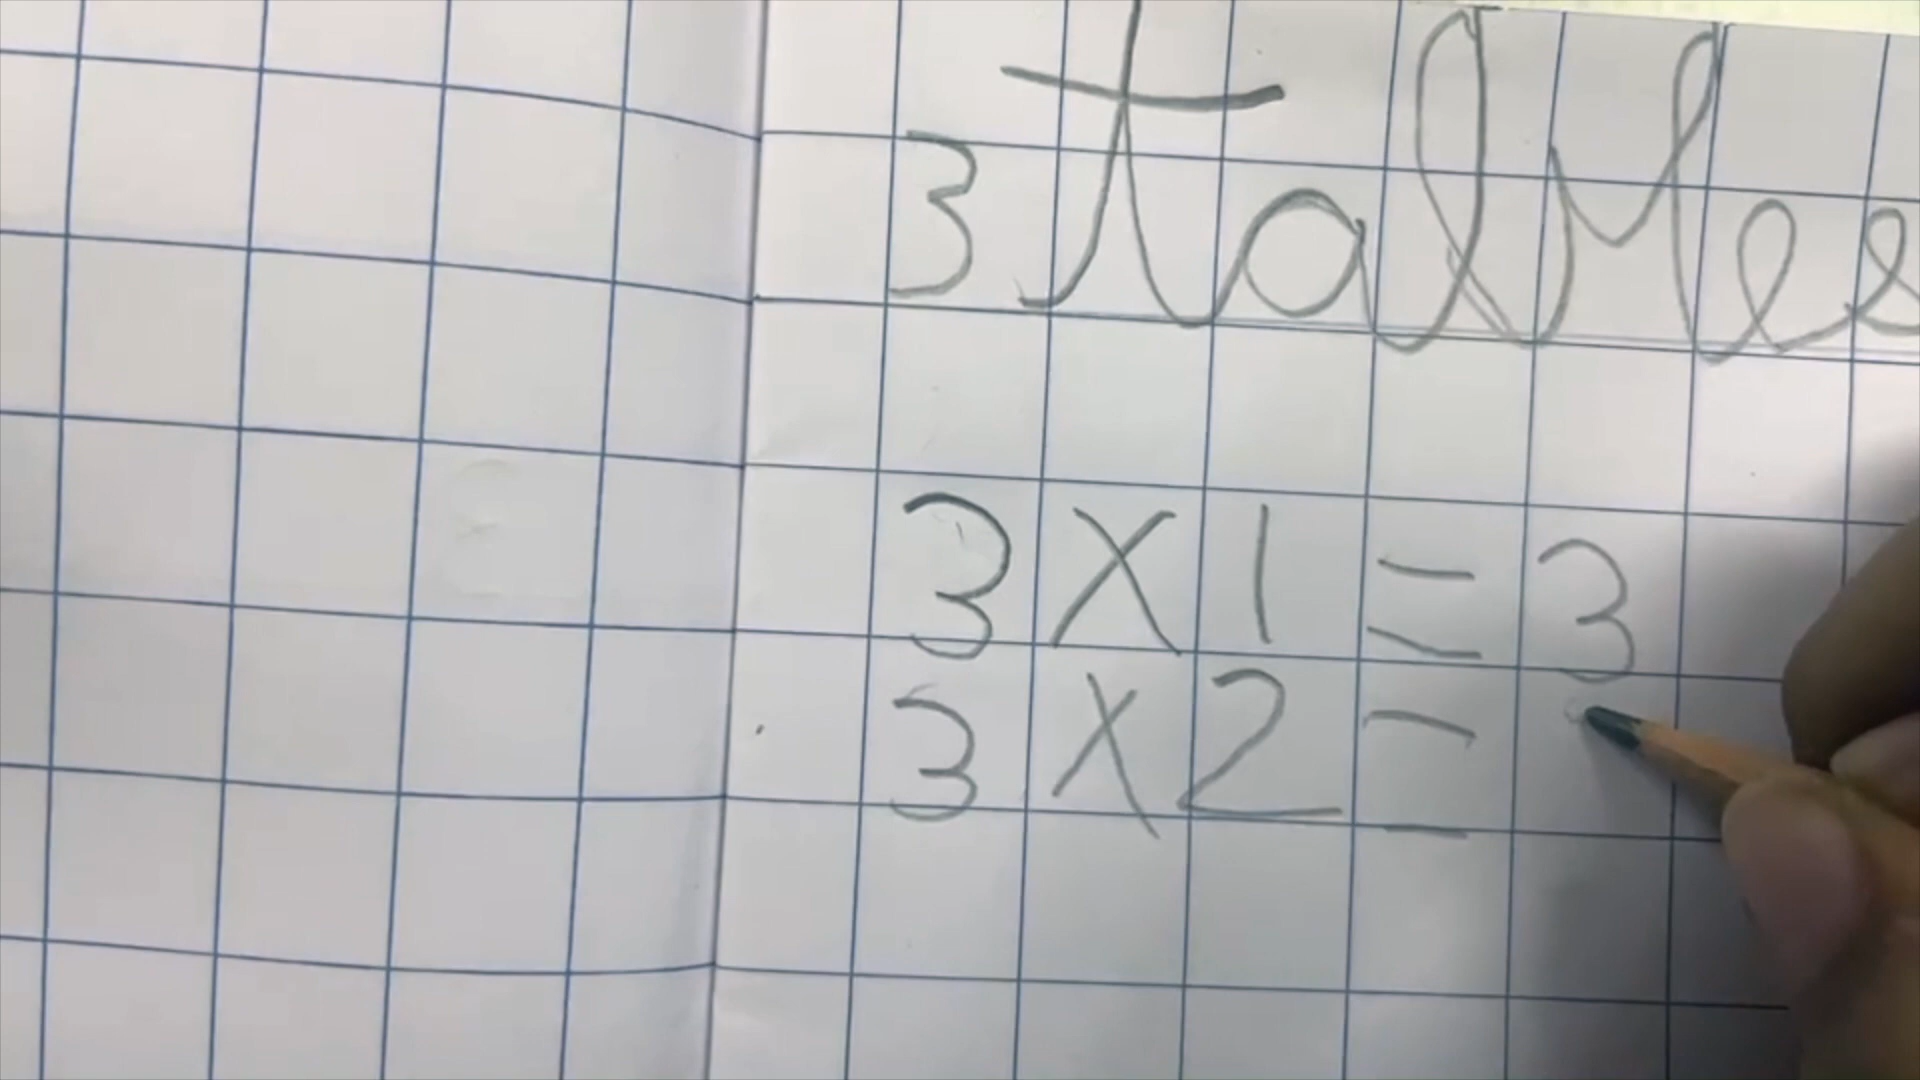 3 tables
3 X 1 = 3
3 X 2 =